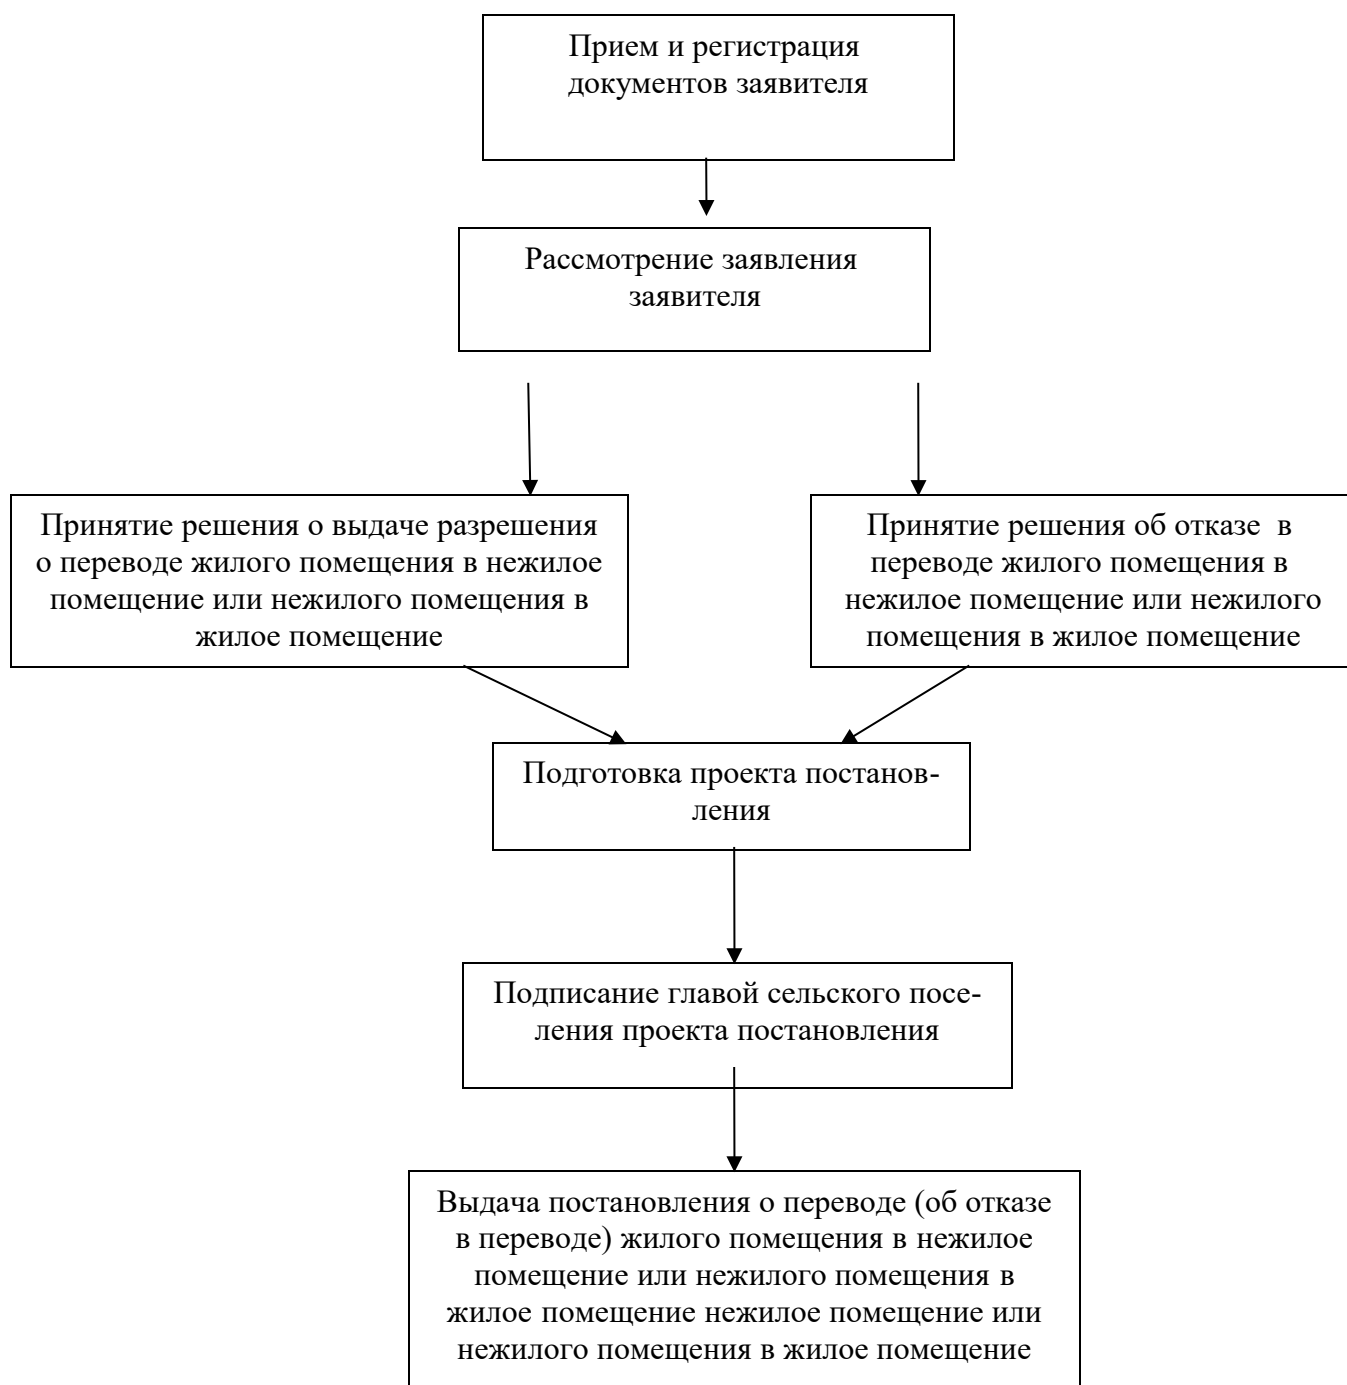 Прием и регистрация
документов заявителя
Рассмотрение заявления
заявителя
Принятие решения о выдаче разрешения
о переводе жилого помещения в нежилое
помещение или нежилого помещения в
жилое помещение
Принятие решения об отказе  в
переводе жилого помещения в
нежилое помещение или нежилого
помещения в жилое помещение
Подготовка проекта постанов-
ления
Подписание главой сельского посе-
ления проекта постановления
Выдача постановления о переводе (об отказе
в переводе) жилого помещения в нежилое
помещение или нежилого помещения в
жилое помещение нежилое помещение или
нежилого помещения в жилое помещение